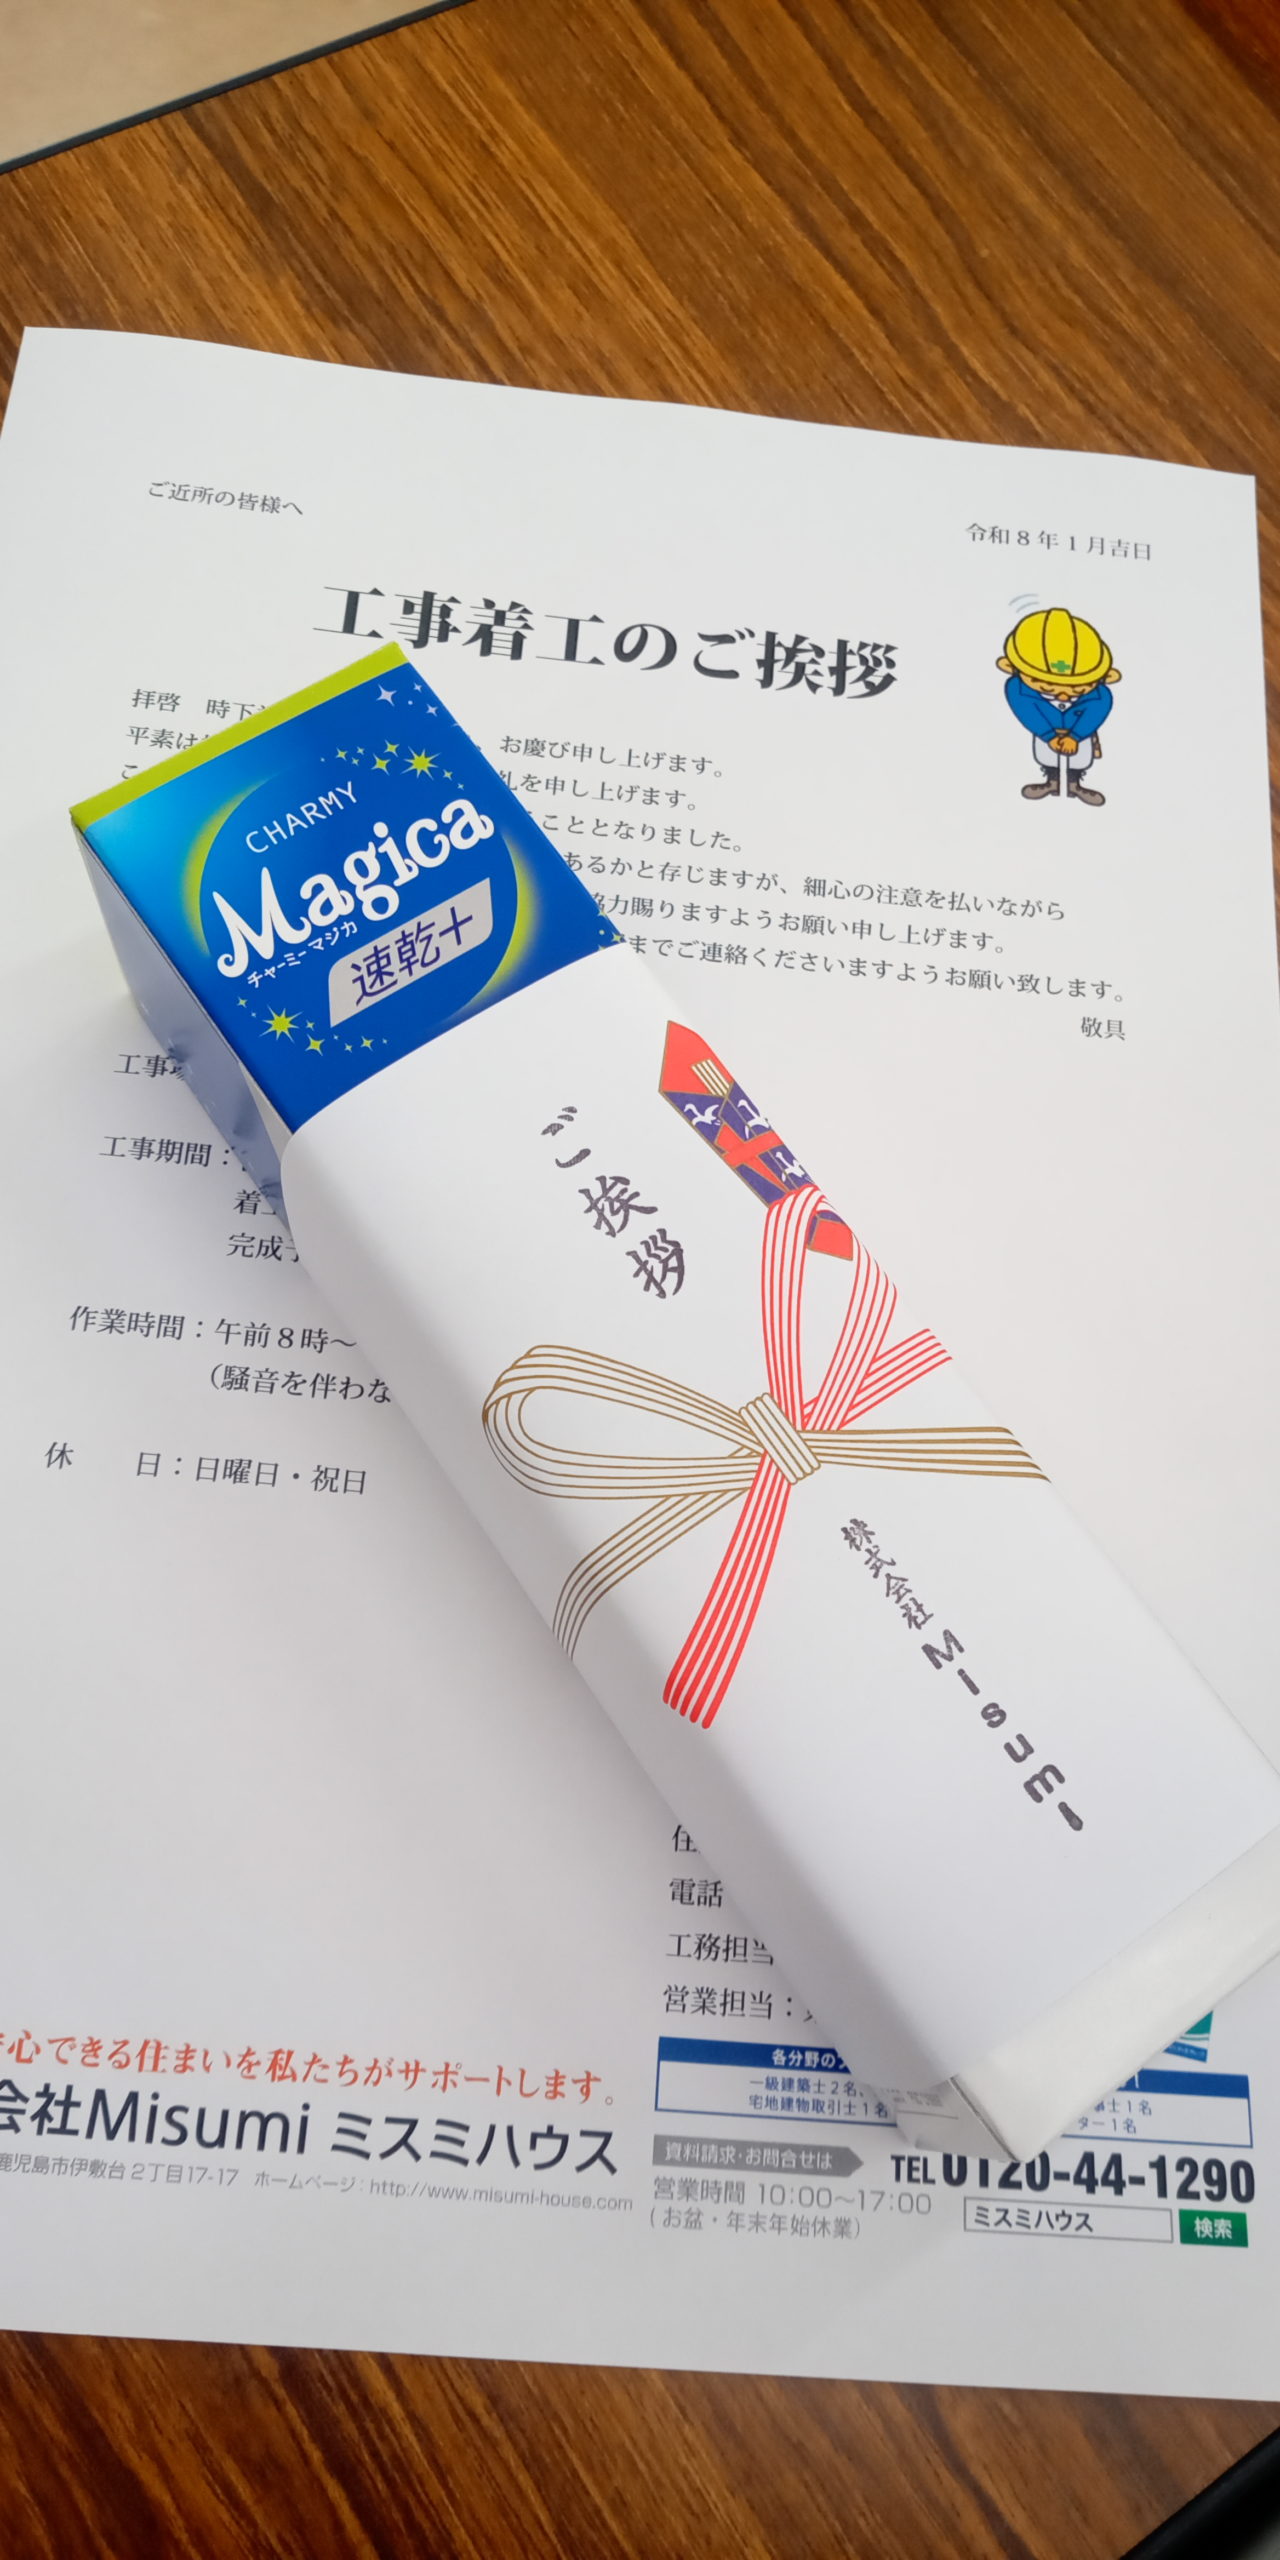 ご近所の皆様へ
令和8年1月吉日
工事着工のご挨拶
拝啓 時下
お慶び申し上げます。
平素は
礼を申し上げます。
こ
こととなりました。
あるかと存じますが、細心の注意を払いながら
協力賜りますようお願い申し上げます。
までご連絡くださいますようお願い致します。
敬具
CHARMY
Magica
チャーミーマジカ
速乾+
ご挨拶
株式会社Misumi
工事
工事期間：
着工
完成予
作業時間：午前8時～
（騒音を伴わな
休 日：日曜日・祝日
住
電話
工務担当
営業担当：
心できる住まいを私たちがサポートします。
会社Misumi ミスミハウス
鹿児島市伊敷台2丁目17-17 ホームページ：http://www.misumi-house.com
各分野の
一級建築士2名、
宅地建物取引士1名
士1名
ター1名
資料請求・お問合せは
TEL 0120-44-1290
営業時間 10:00～17:00
(お盆・年末年始休業)
ミスミハウス 検索